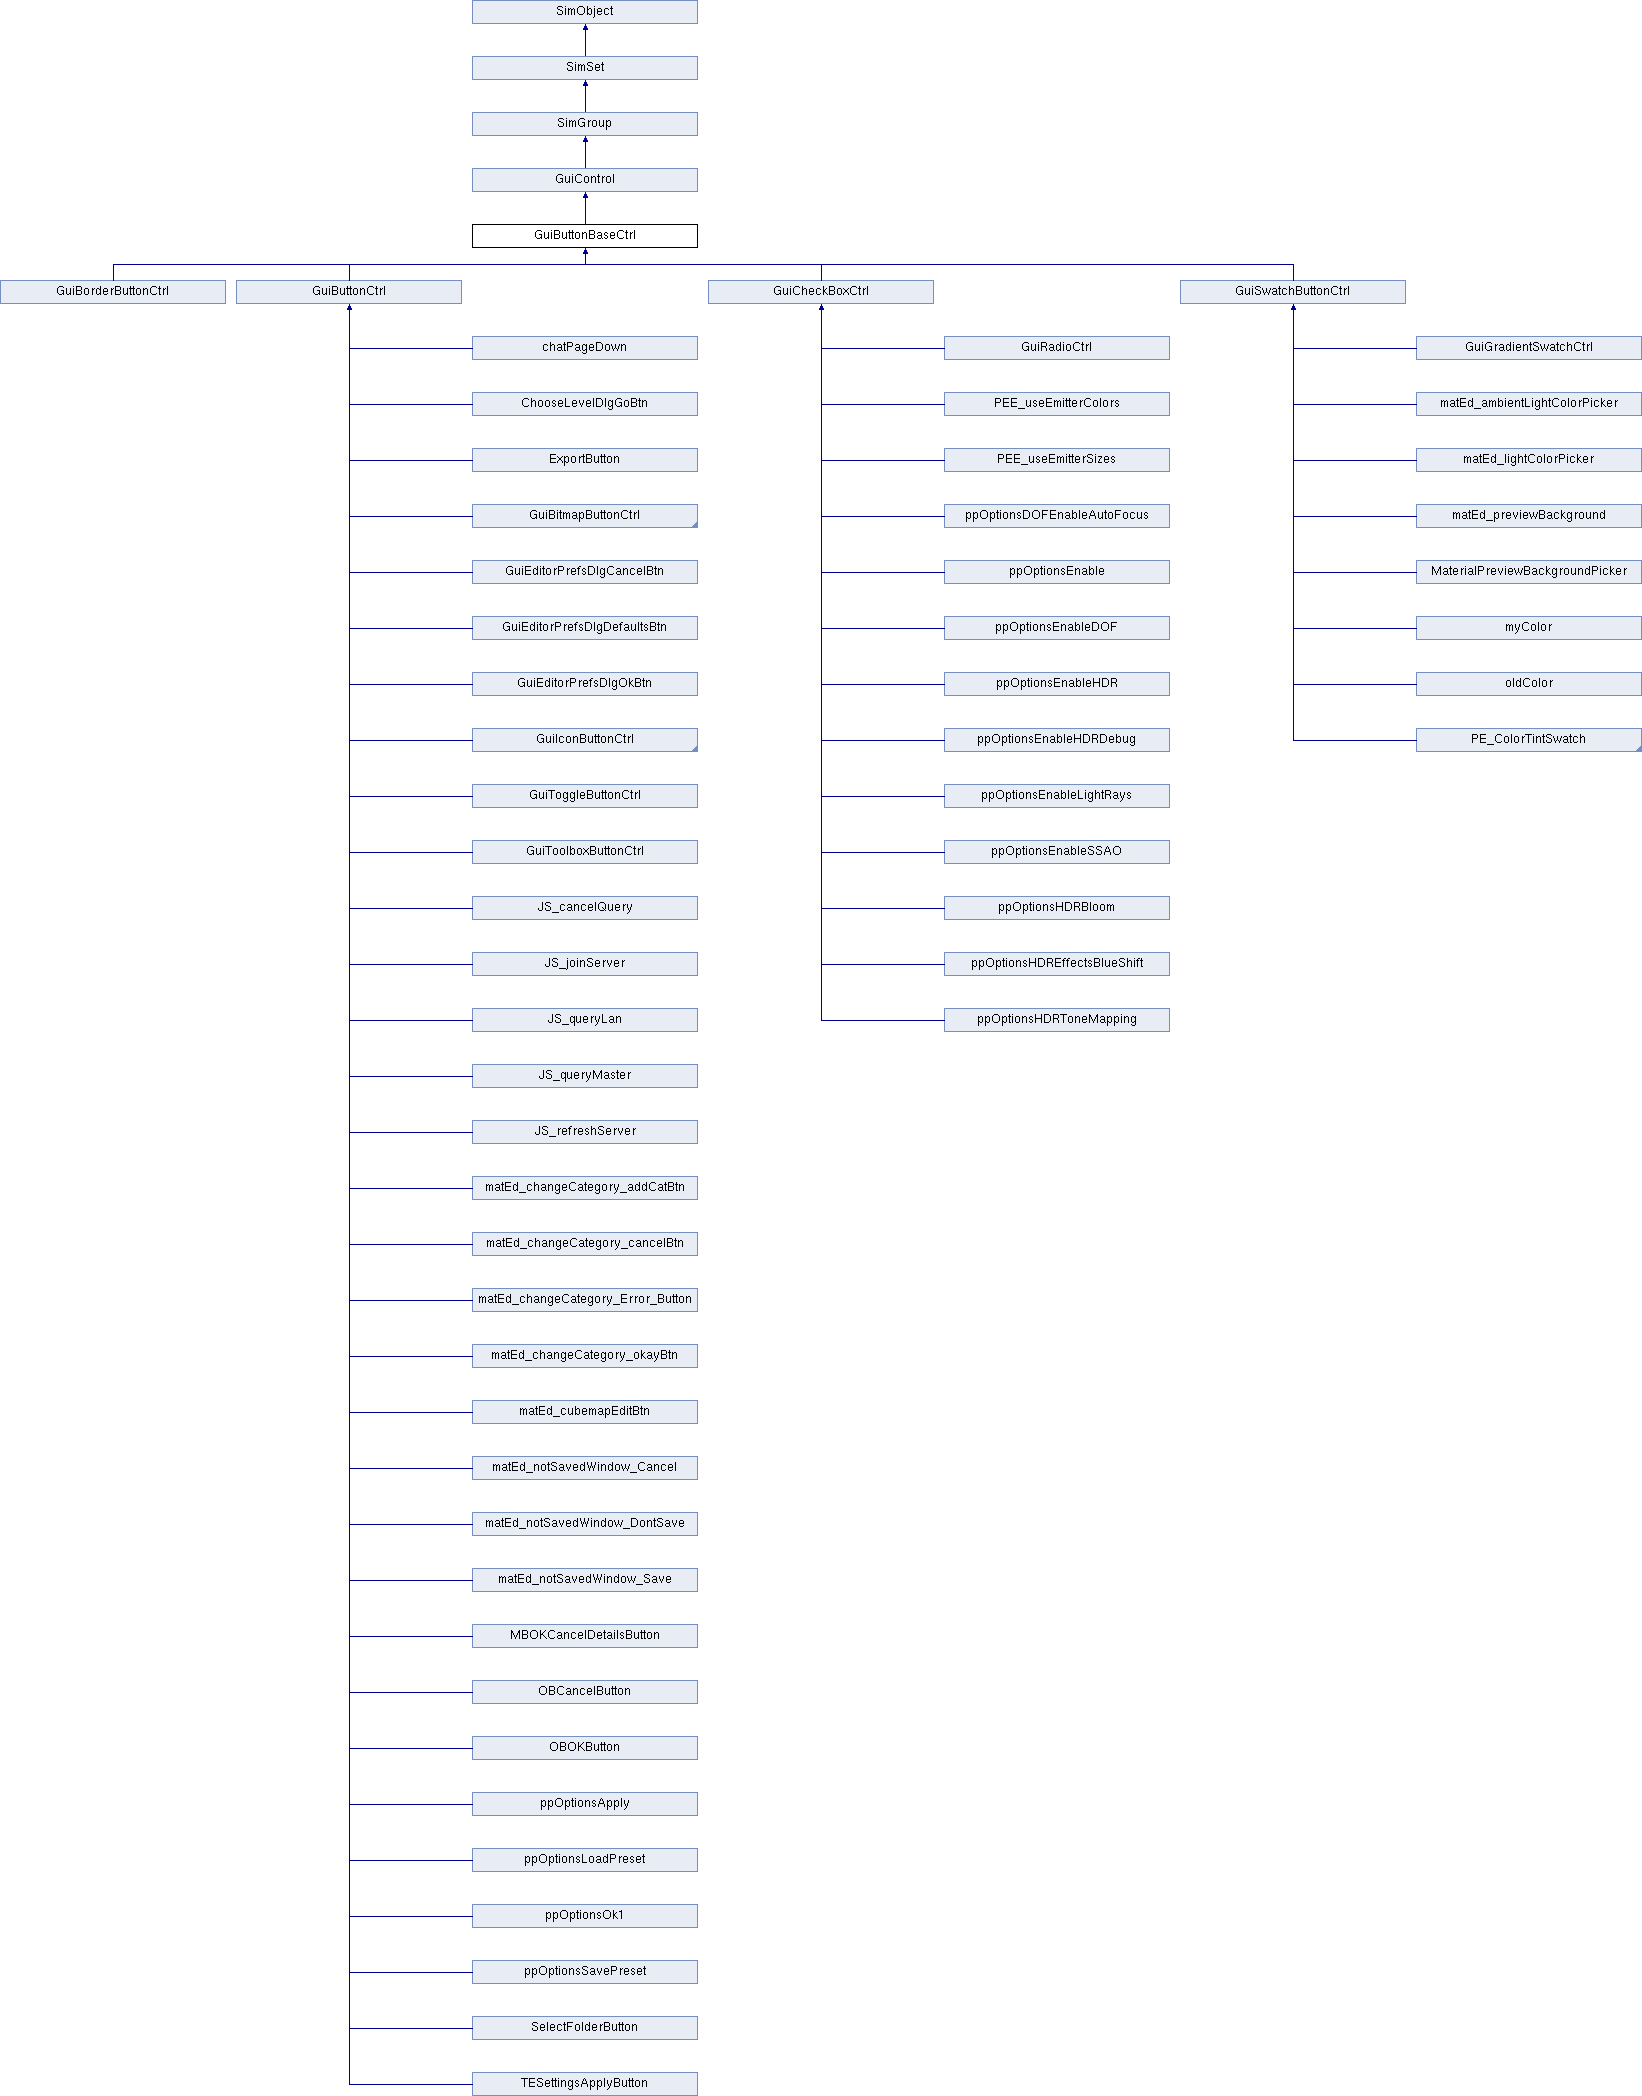 SimObject
SimSet
SimGroup
GuiControl
GuiButtonBaseCtrl
GuiBorderButtonCtrl
GuiButtonCtrl
GuiCheckBoxCtrl
GuiSwatchButtonCtrl
chatPageDown
ChooseLevelDlgGoBtn
ExportButton
GuiBitmapButtonCtrl
GuiEditorPrefsDlgCancelBtn
GuiEditorPrefsDlgDefaultsBtn
GuiEditorPrefsDlgOkBtn
GuiIconButtonCtrl
GuiToggleButtonCtrl
GuiToolboxButtonCtrl
JS_cancelQuery
JS_joinServer
JS_queryLan
JS_queryMaster
JS_refreshServer
matEd_changeCategory_addCatBtn
matEd_changeCategory_cancelBtn
matEd_changeCategory_Error_Button
matEd_changeCategory_okayBtn
matEd_cubemapEditBtn
matEd_notSavedWindow_Cancel
matEd_notSavedWindow_DontSave
matEd_notSavedWindow_Save
MBOKCancelDetailsButton
OBCancelButton
OBOKButton
ppOptionsApply
ppOptionsLoadPreset
ppOptionsOk1
ppOptionsSavePreset
SelectFolderButton
TESettingsApplyButton
GuiRadioCtrl
PEE_useEmitterColors
PEE_useEmitterSizes
ppOptionsDOFEnableAutoFocus
ppOptionsEnable
ppOptionsEnableDOF
ppOptionsEnableHDR
ppOptionsEnableHDRDebug
ppOptionsEnableLightRays
ppOptionsEnableSSAO
ppOptionsHDRBloom
ppOptionsHDREffectsBlueShift
ppOptionsHDRToneMapping
GuiGradientSwatchCtrl
matEd_ambientLightColorPicker
matEd_lightColorPicker
matEd_previewBackground
MaterialPreviewBackgroundPicker
myColor
oldColor
PE_ColorTintSwatch